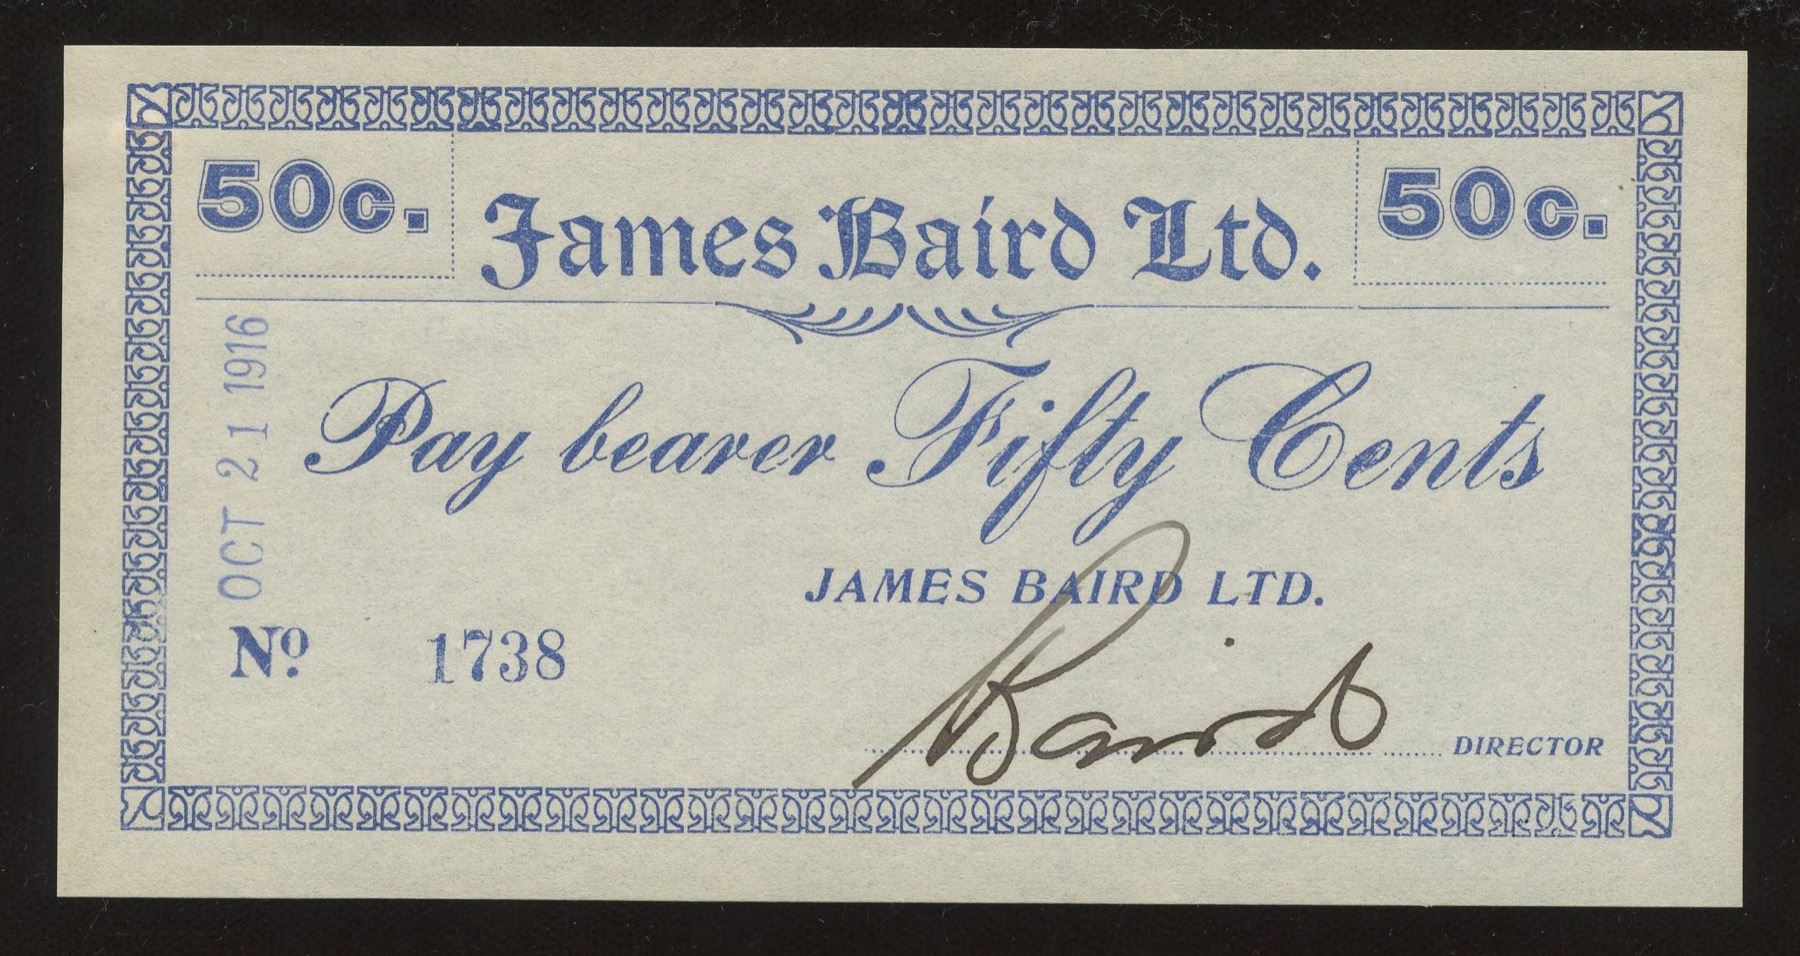 50c. James Baird Ltd. 50c.
OCT 21 1916
Pay bearer Fifty Cents
JAMES BAIRD LTD.
Nº 1738
Baird DIRECTOR